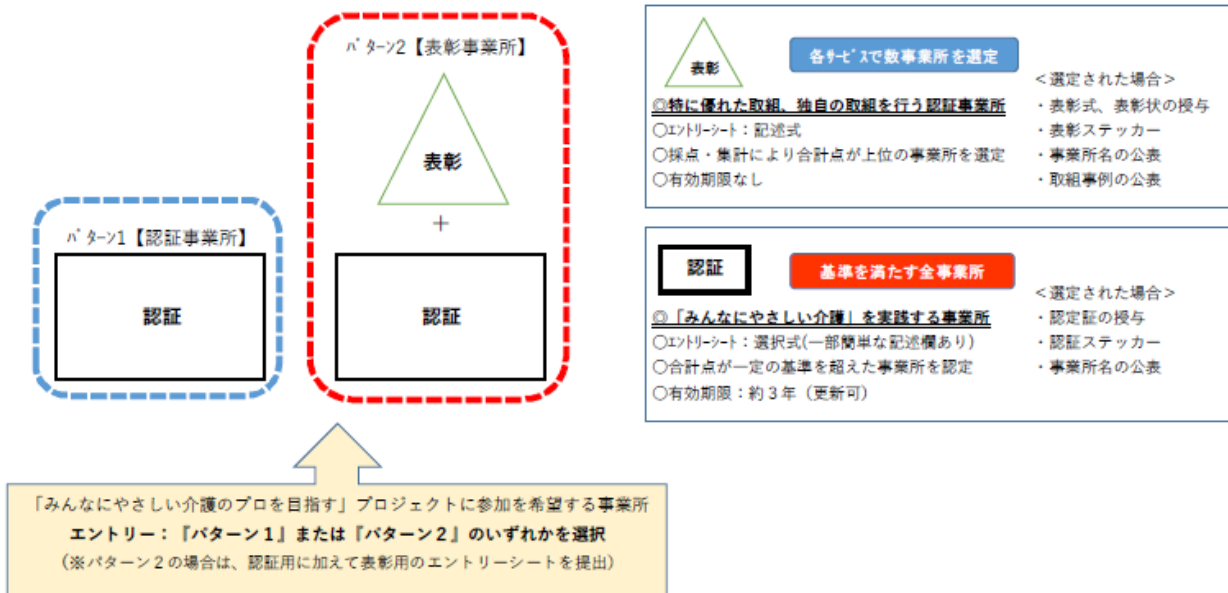 パターン2【表彰事業所】
表彰
+
認証
パターン1【認証事業所】
認証
表彰
各サービスで数事業所を選定
◎特に優れた取組、独自の取組を行う認証事業所
○エントリーシート:記述式
○採点・集計により合計点が上位の事業所を選定
○有効期限なし
<選定された場合>
・表彰式、表彰状の授与
・表彰ステッカー
・事業所名の公表
・取組事例の公表
認証
基準を満たす全事業所
◎「みんなにやさしい介護」を実践する事業所
○エントリーシート:選択式(一部簡単な記述欄あり)
○合計点が一定の基準を超えた事業所を認定
○有効期限:約3年(更新可)
<選定された場合>
・認定証の授与
・認証ステッカー
・事業所名の公表
「みんなにやさしい介護のプロを目指す」プロジェクトに参加を希望する事業所
エントリー:『パターン1』または『パターン2』のいずれかを選択
(※パターン2の場合は、認証用に加えて表彰用のエントリーシートを提出)